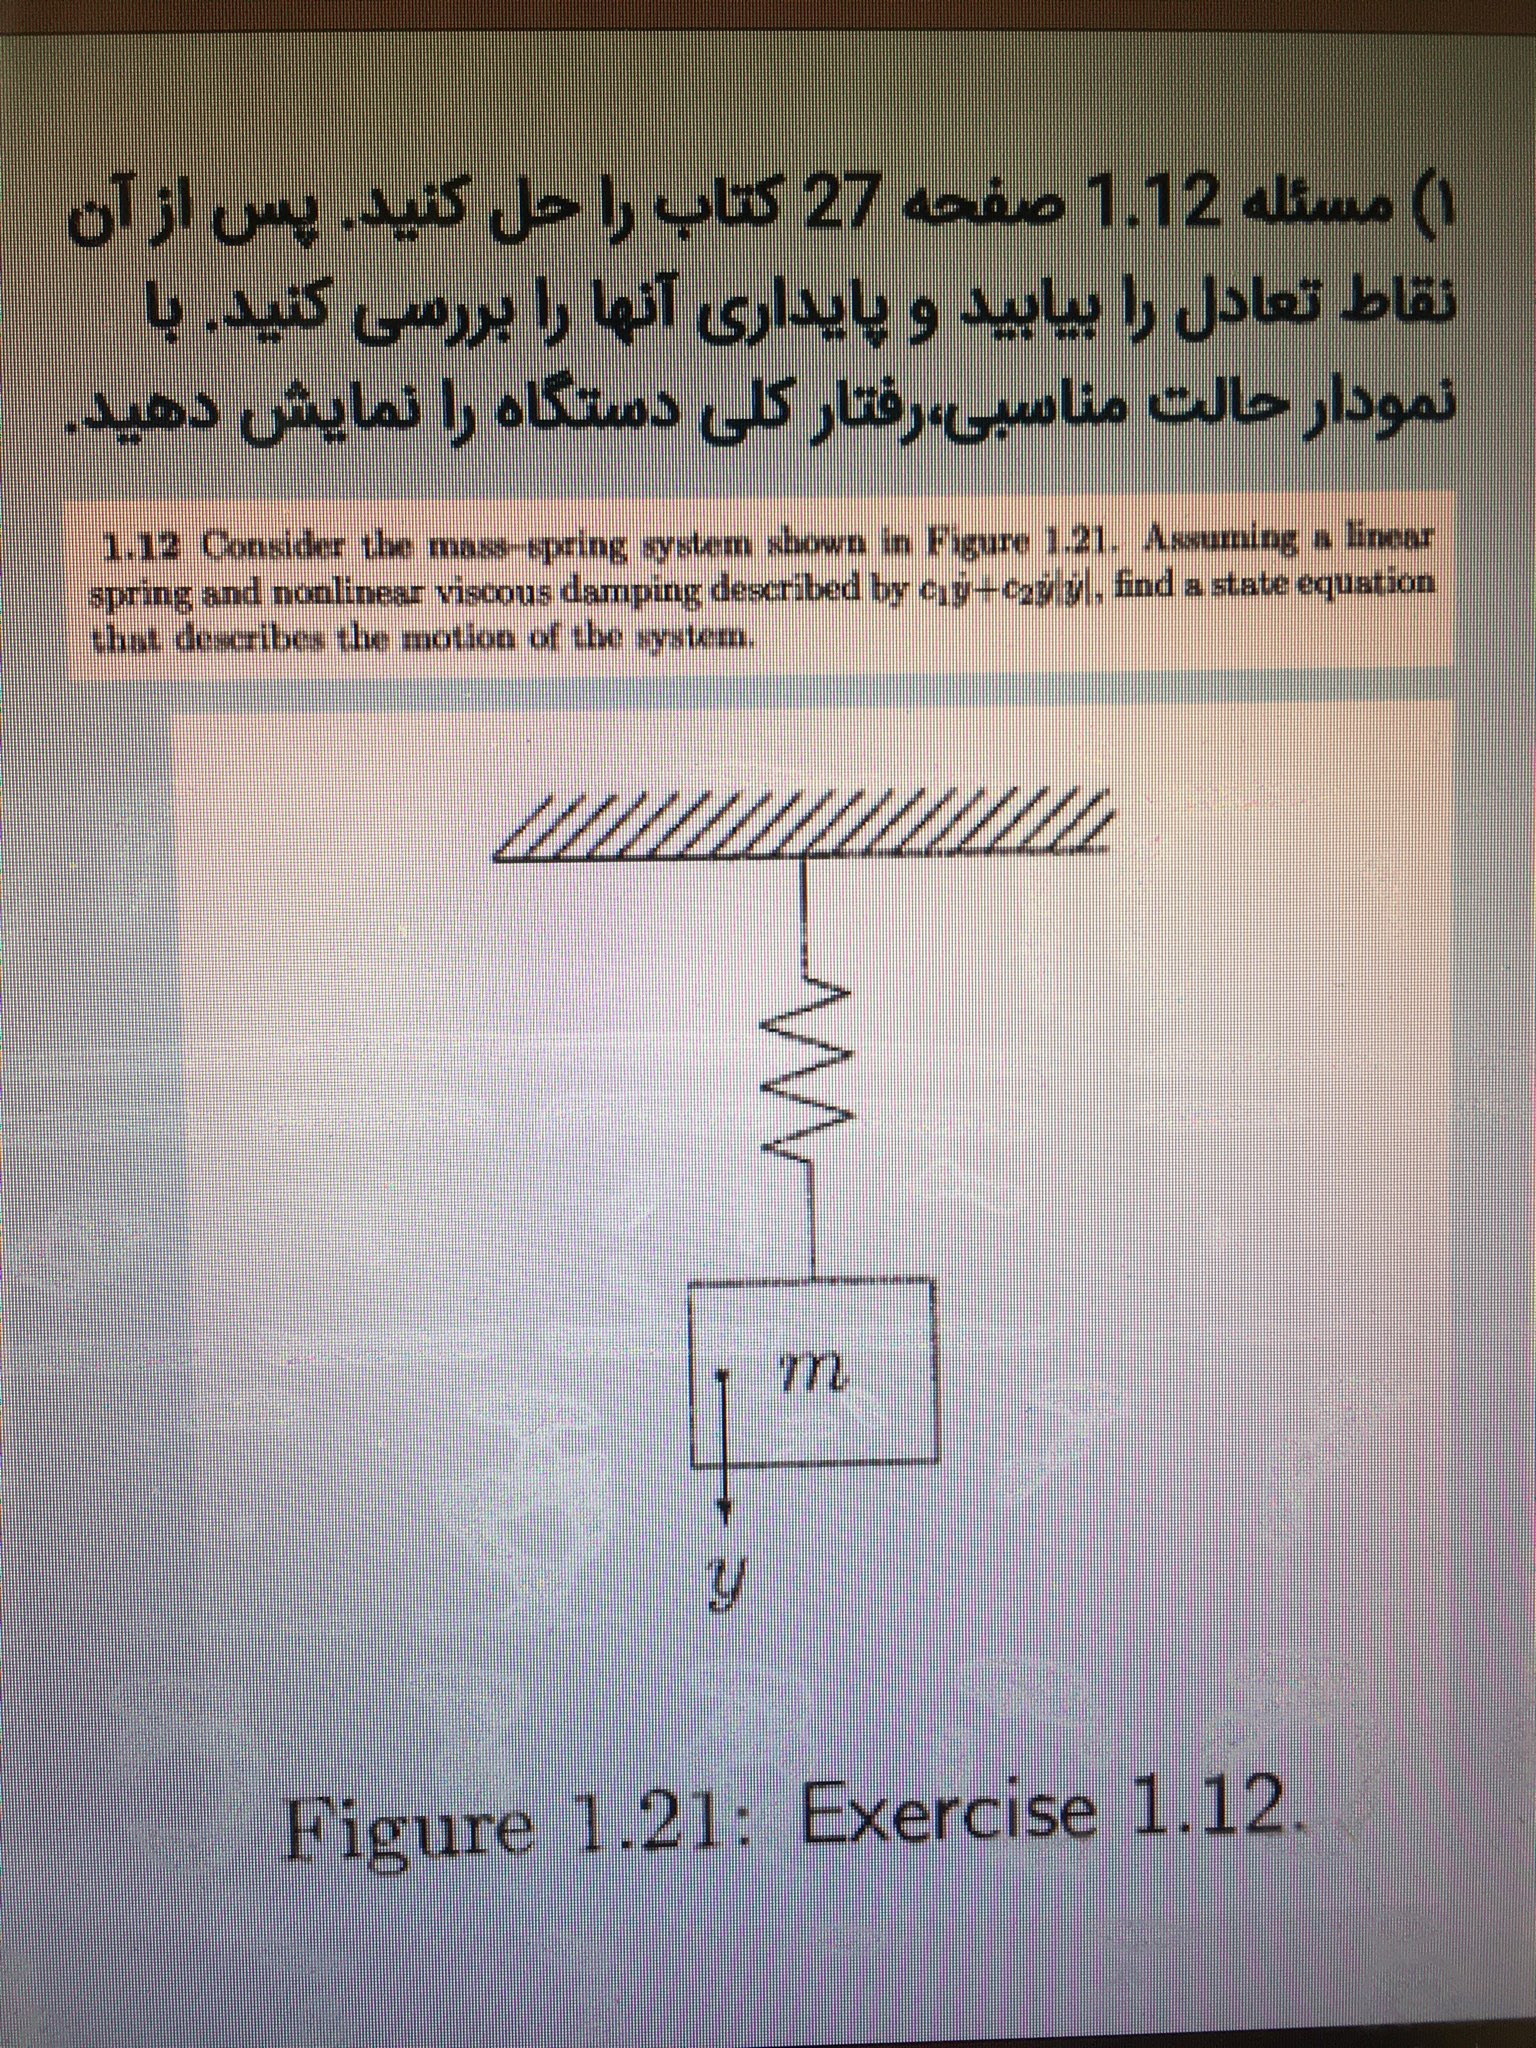 ۱) مسئله 1.12 صفحه 27 کتاب را حل کنید. پس از آن
نقاط تعادل را بیابید و پایداری آنها را بررسی کنید. با
نمودار حالت مناسبی،رفتار کلی دستگاه را نمایش دهید.
1.12 Consider the mass–spring system shown in Figure 1.21. Assuming a linear
spring and nonlinear viscous damping described by c₁ẏ+c₂ẏ|ẏ|, find a state equation
that describes the motion of the system.
m
y
Figure 1.21: Exercise 1.12.